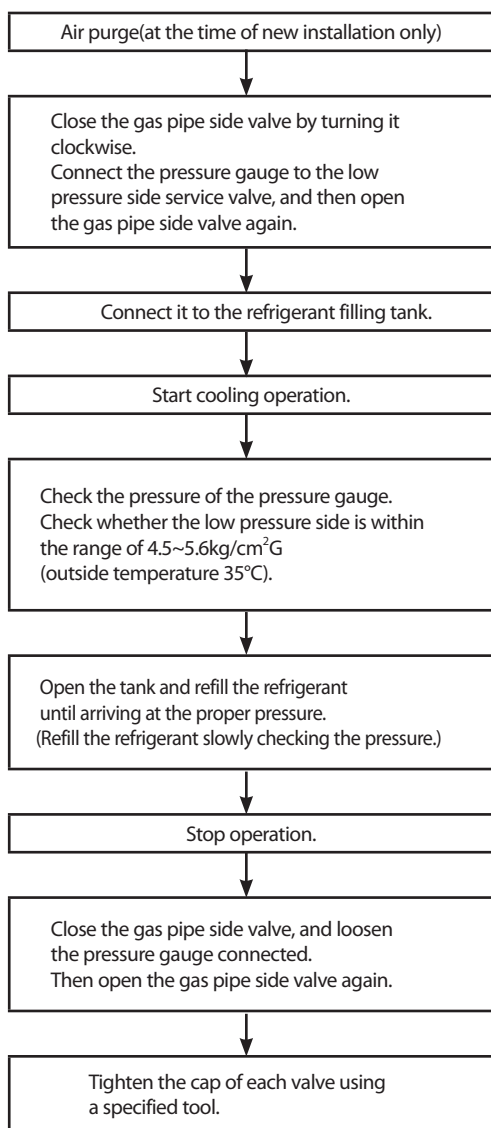 Air purge(at the time of new installation only)
Close the gas pipe side valve by turning it
clockwise.
Connect the pressure gauge to the low
pressure side service valve, and then open
the gas pipe side valve again.
Connect it to the refrigerant filling tank.
Start cooling operation.
Check the pressure of the pressure gauge.
Check whether the low pressure side is within
the range of 4.5~5.6kg/cm²G
(outside temperature 35°C).
Open the tank and refill the refrigerant
until arriving at the proper pressure.
(Refill the refrigerant slowly checking the pressure.)
Stop operation.
Close the gas pipe side valve, and loosen
the pressure gauge connected.
Then open the gas pipe side valve again.
Tighten the cap of each valve using
a specified tool.